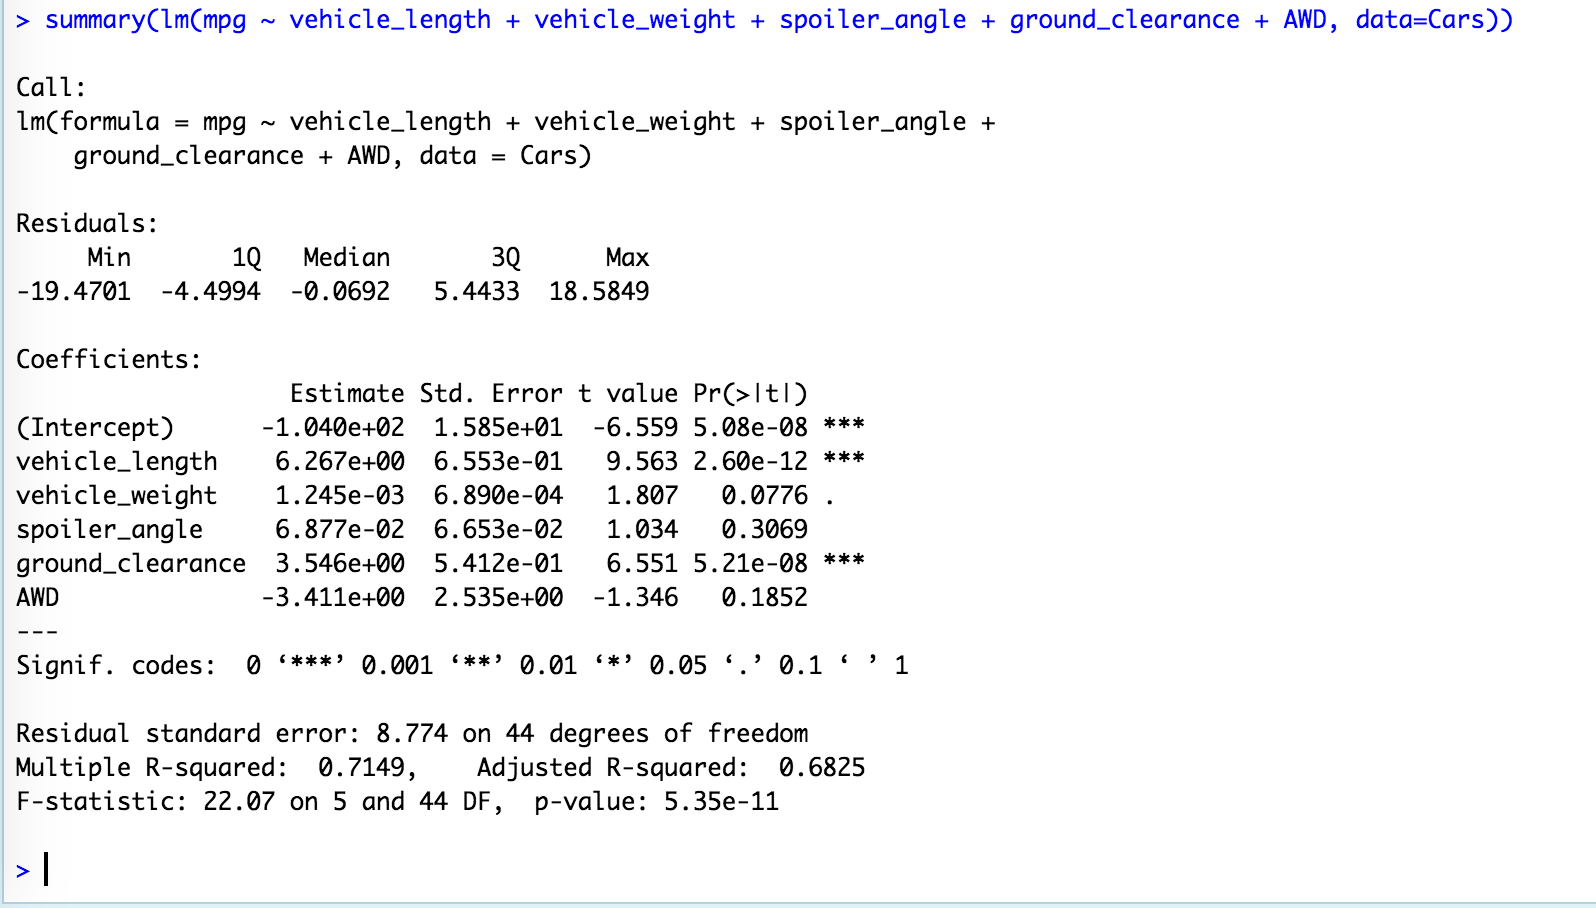 > summary(lm(mpg ~ vehicle_length + vehicle_weight + spoiler_angle + ground_clearance + AWD, data=Cars))
Call:
lm(formula = mpg ~ vehicle_length + vehicle_weight + spoiler_angle +
    ground_clearance + AWD, data = Cars)
Residuals:
     Min       1Q   Median       3Q      Max
-19.4701  -4.4994  -0.0692   5.4433  18.5849
Coefficients:
                   Estimate Std. Error t value Pr(>|t|)
(Intercept)      -1.040e+02  1.585e+01  -6.559 5.08e-08 ***
vehicle_length    6.267e+00  6.553e-01   9.563 2.60e-12 ***
vehicle_weight    1.245e-03  6.890e-04   1.807   0.0776 .
spoiler_angle     6.877e-02  6.653e-02   1.034   0.3069
ground_clearance  3.546e+00  5.412e-01   6.551 5.21e-08 ***
AWD              -3.411e+00  2.535e+00  -1.346   0.1852
---
Signif. codes:  0 ‘***’ 0.001 ‘**’ 0.01 ‘*’ 0.05 ‘.’ 0.1 ‘ ’ 1
Residual standard error: 8.774 on 44 degrees of freedom
Multiple R-squared:  0.7149,    Adjusted R-squared:  0.6825
F-statistic: 22.07 on 5 and 44 DF,  p-value: 5.35e-11
>